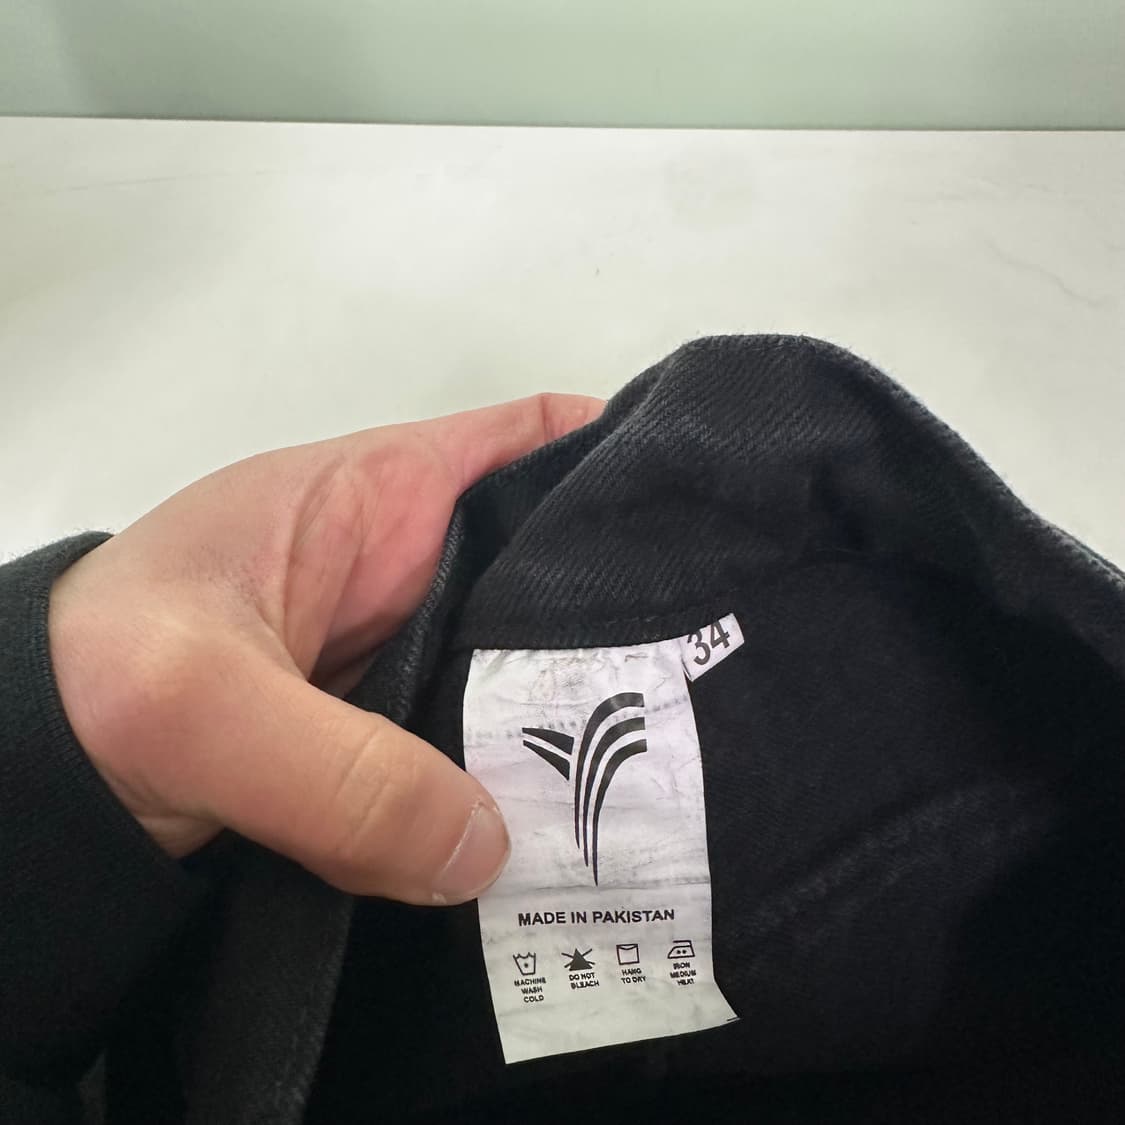 34
MADE IN PAKISTAN
MACHINE
WASH
COLD
DO NOT
BLEACH
HANG
TO DRY
IRON
MEDIUM
HEAT